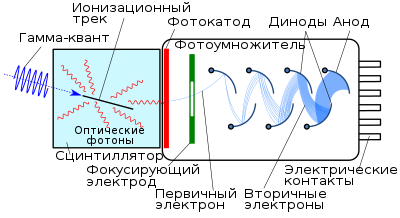 Ионизационный
трек
Фотокатод
Диноды
Анод
Гамма-квант
Фотоумножитель
Оптические
фотоны
Сцинтиллятор
Фокусирующий
электрод
Первичный
электрон
Вторичные
электроны
Электрические
контакты